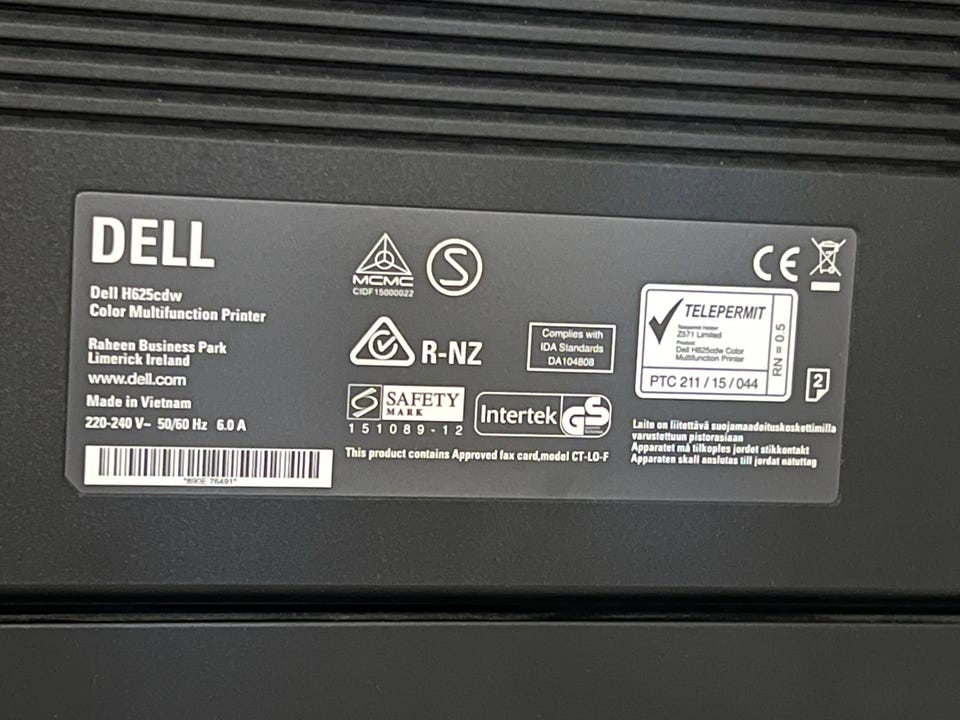 DELL
Dell H625cdw
Color Multifunction Printer
Raheen Business Park
Limerick Ireland
www.dell.com
Made in Vietnam
220-240 V~ 50/60 Hz 6.0 A
*890E 76491*
MCMC
CIDF15000022
S
R-NZ
Complies with
IDA Standards
DA104808
SAFETY
MARK
151089-12
Intertek
GS
This product contains Approved fax card,model CT-LO-F
CE
TELEPERMIT
Telepermit Holder
Z571 Limited
Product
Dell H625cdw Color
Multifunction Printer
RN = 0.5
PTC 211 / 15 / 044
2
Laite on liitettävä suojamaadoituskoskettimilla
varustettuun pistorasiaan
Apparatet må tilkoples jordet stikkontakt
Apparaten skall anslutas till jordat nätuttag